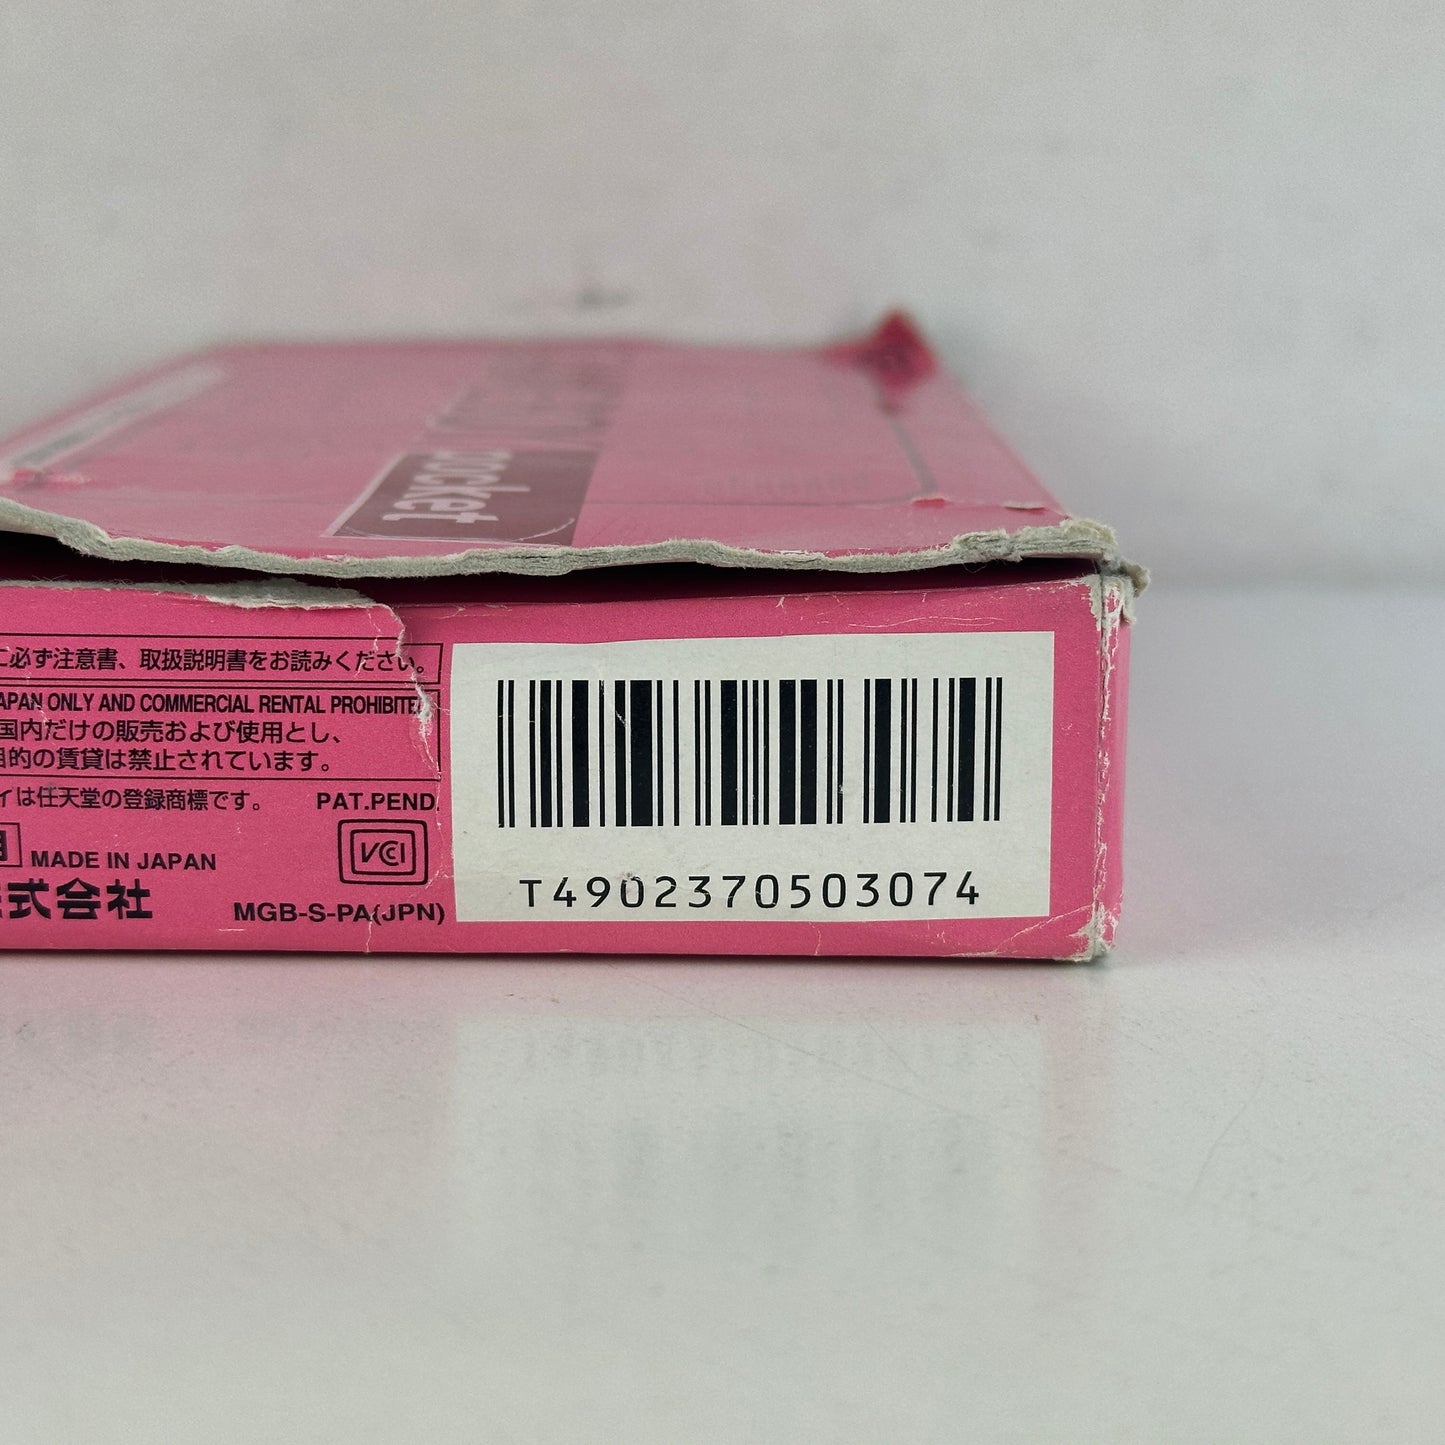 pocket
に必ず注意書、取扱説明書をお読みください。
JAPAN ONLY AND COMMERCIAL RENTAL PROHIBITE
国内だけの販売および使用とし、
目的の賃貸は禁止されています。
イは任天堂の登録商標です。 PAT.PEND.
MADE IN JAPAN
VCCI
式会社 MGB-S-PA(JPN)
T4902370503074